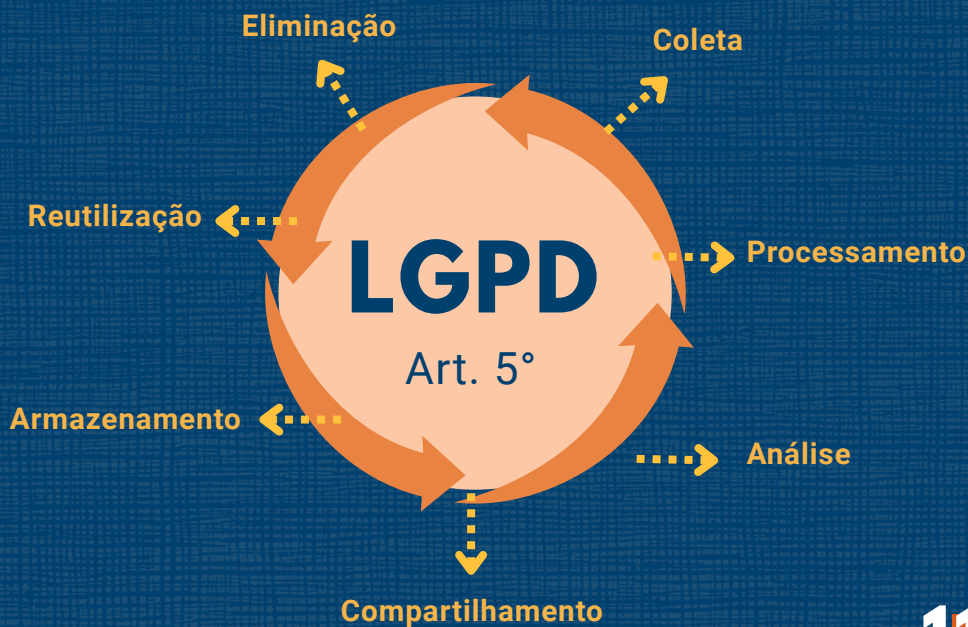 Eliminação
Coleta
Reutilização
Processamento
LGPD
Art. 5°
Armazenamento
Análise
Compartilhamento